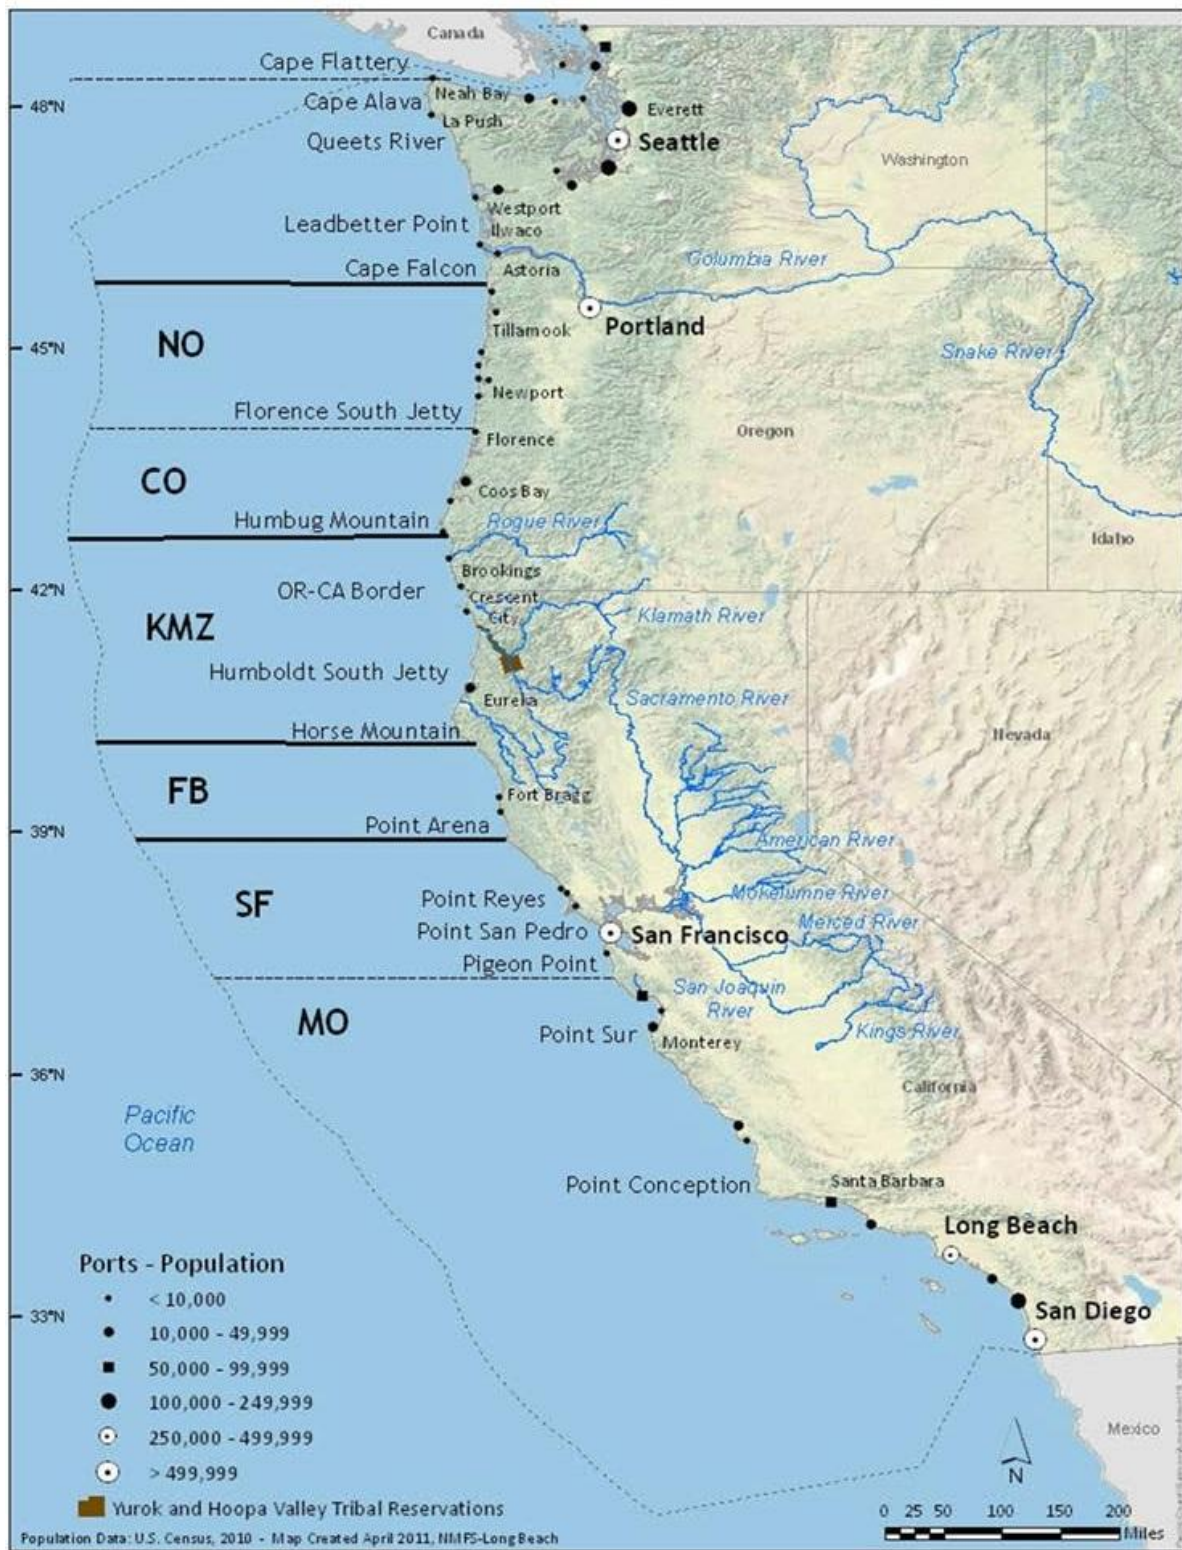 Canada
Cape Flattery
Neah Bay
48°N
Cape Alava
La Push
Everett
Queets River
Seattle
Washington
Westport
Leadbetter Point
Ilwaco
Columbia River
Cape Falcon
Astoria
Portland
Tillamook
NO
45°N
Snake River
Newport
Florence South Jetty
Oregon
Florence
CO
Coos Bay
Humbug Mountain
Rogue River
Idaho
Brookings
42°N
OR-CA Border
Crescent
City
Klamath River
KMZ
Humboldt South Jetty
Eureka
Sacramento River
Horse Mountain
Nevada
FB
Fort Bragg
Point Arena
39°N
American River
Mokelumne River
SF
Point Reyes
Merced River
Point San Pedro
San Francisco
Pigeon Point
San Joaquin
River
MO
Point Sur
Monterey
Kings River
36°N
California
Pacific
Ocean
Point Conception
Santa Barbara
Long Beach
Ports - Population
< 10,000
33°N
San Diego
10,000 - 49,999
50,000 - 99,999
100,000 - 249,999
250,000 - 499,999
> 499,999
Mexico
N
Yurok and Hoopa Valley Tribal Reservations
0 25 50 100 150 200
Miles
Population Data: U.S. Census, 2010 - Map Created April 2011, NMFS-Long Beach